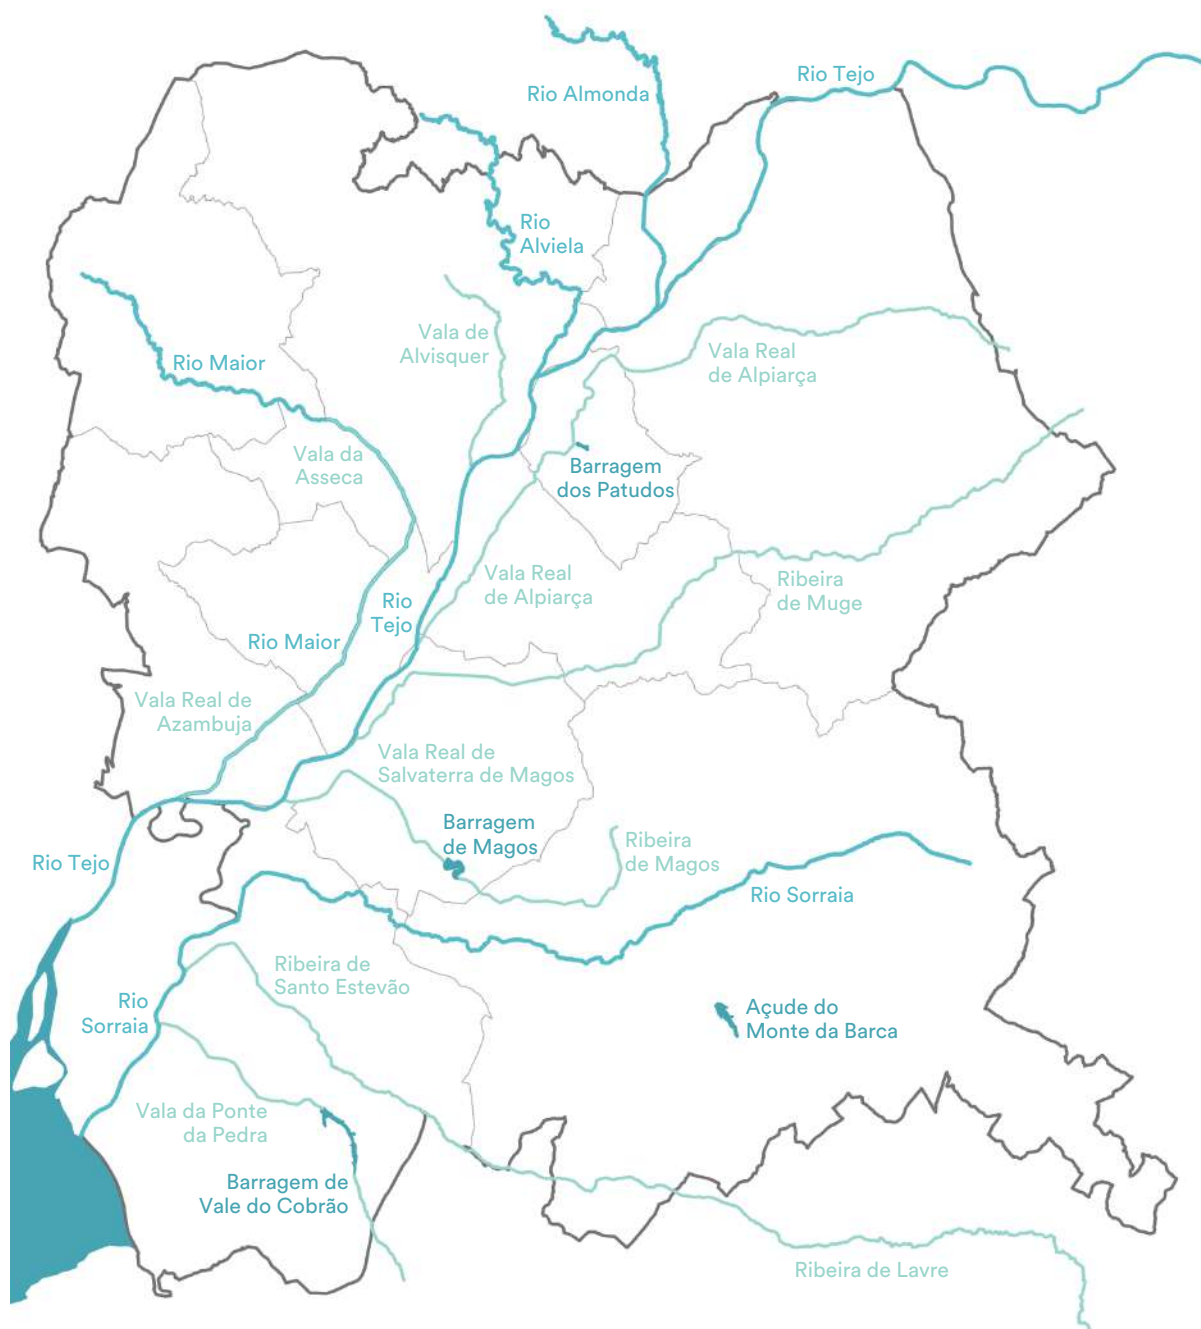 Rio Tejo
Rio Almonda
Rio
Alviela
Vala de
Alvisquer
Rio Maior
Vala Real
de Alpiarça
Vala da
Asseca
Barragem
dos Patudos
Vala Real
de Alpiarça
Ribeira
de Muge
Rio
Tejo
Rio Maior
Vala Real de
Azambuja
Vala Real de
Salvaterra de Magos
Barragem
de Magos
Ribeira
de Magos
Rio Tejo
Rio Sorraia
Ribeira de
Santo Estevão
Rio
Sorraia
Açude do
Monte da Barca
Vala da Ponte
da Pedra
Barragem de
Vale do Cobrão
Ribeira de Lavre